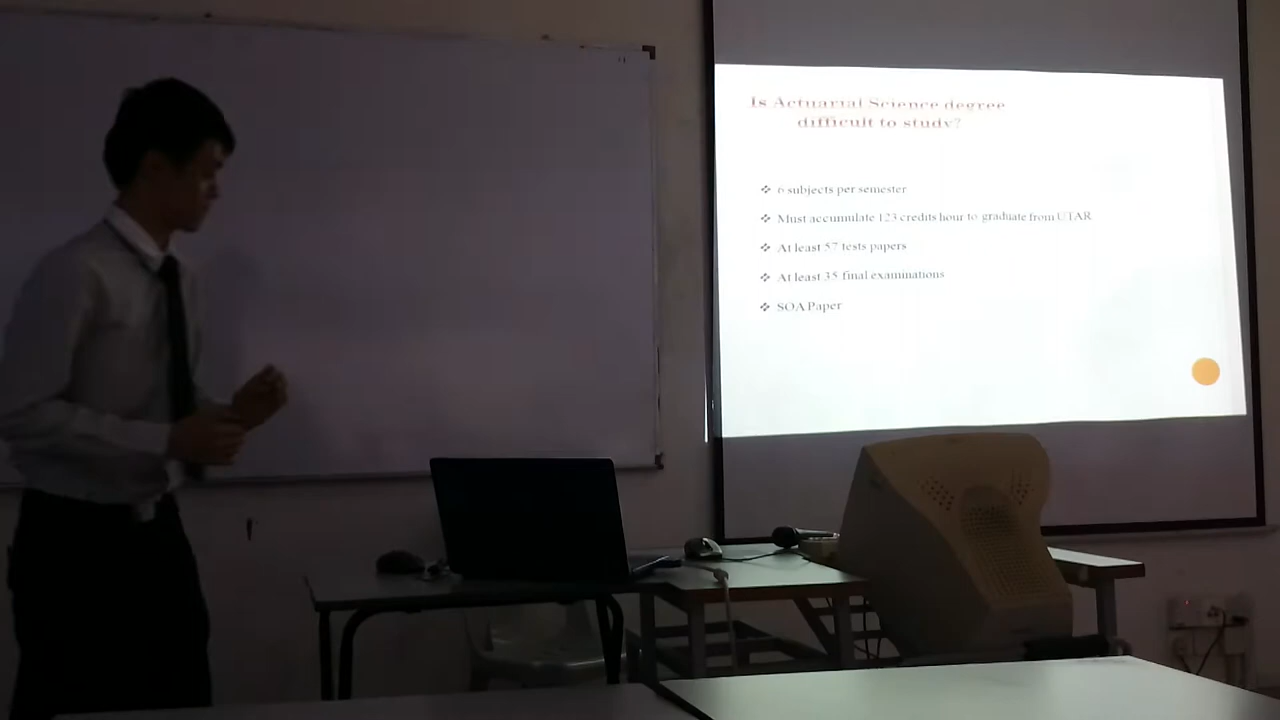 Is Actuarial Science degree
difficult to study?
6 subjects per semester
Must accumulate 123 credits hour to graduate from UTAR
At least 57 tests papers
At least 35 final examinations
SOA Paper